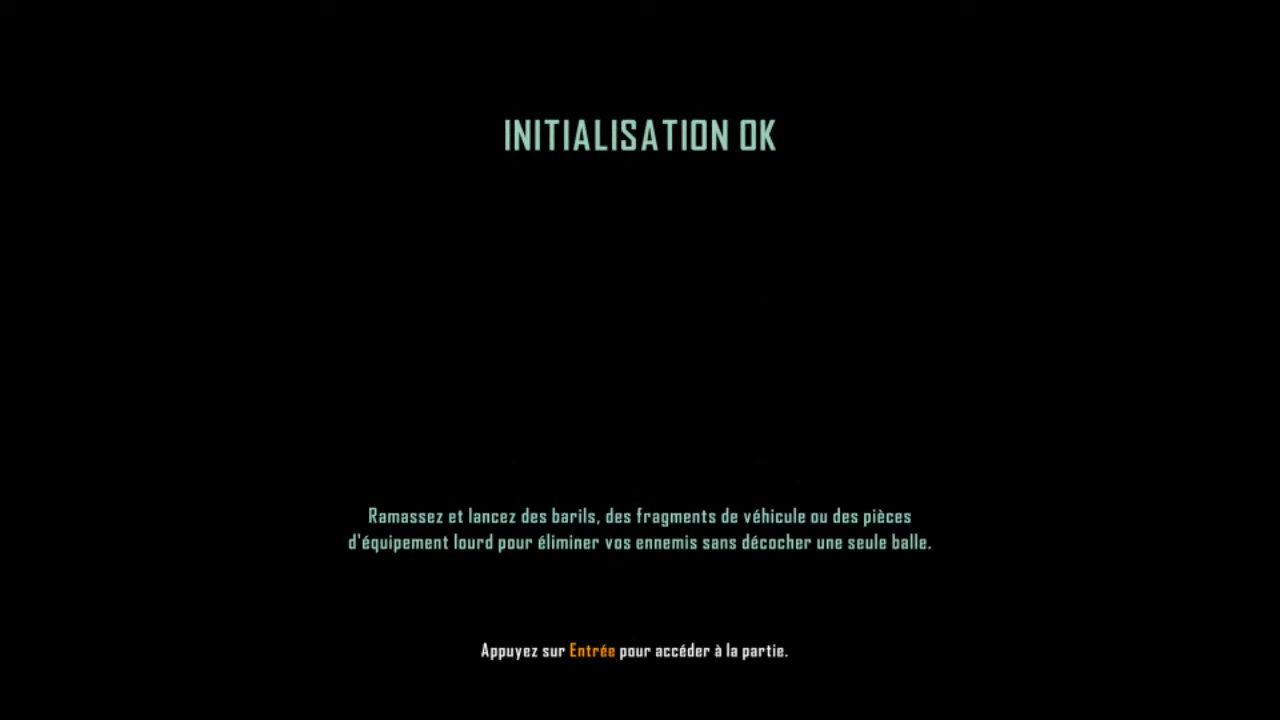 INITIALISATION OK
Ramassez et lancez des barils, des fragments de véhicule ou des pièces
d'équipement lourd pour éliminer vos ennemis sans décocher une seule balle.
Appuyez sur Entrée pour accéder à la partie.